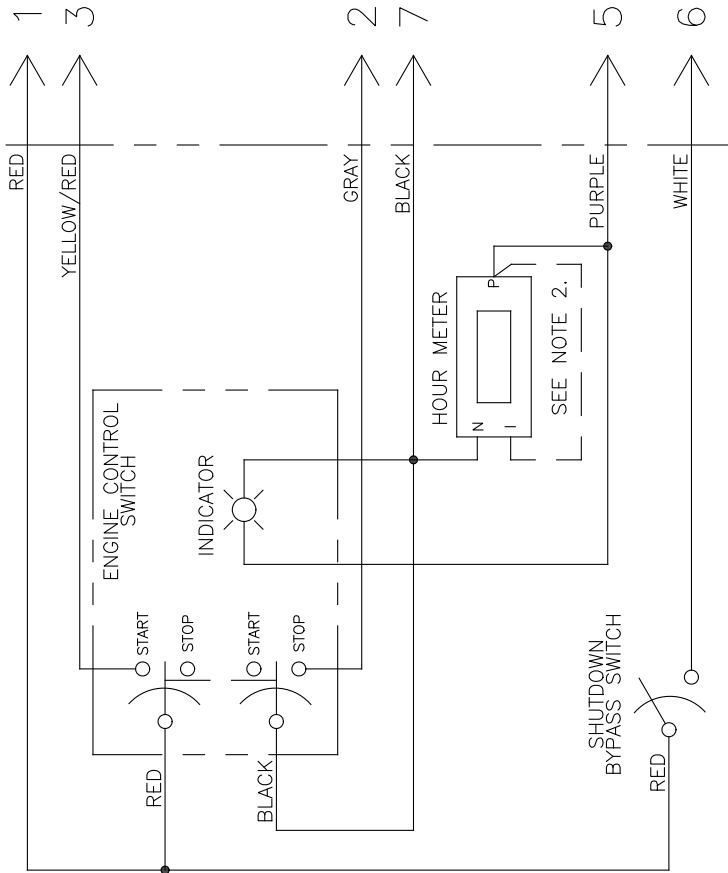 1
3
2
7
5
6
RED
YELLOW/RED
GRAY
BLACK
PURPLE
WHITE
HOUR METER
P
N
I
SEE NOTE 2.
ENGINE CONTROL
SWITCH
INDICATOR
START
STOP
START
STOP
RED
BLACK
SHUTDOWN
BYPASS SWITCH
RED